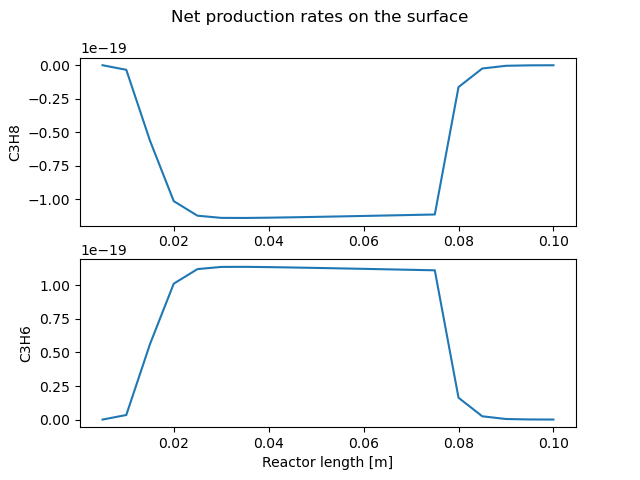 Net production rates on the surface
1e−19
0.00
−0.25
−0.50
−0.75
−1.00
C3H8
0.02 0.04 0.06 0.08 0.10
1e−19
1.00
0.75
0.50
0.25
0.00
C3H6
0.02 0.04 0.06 0.08 0.10
Reactor length [m]